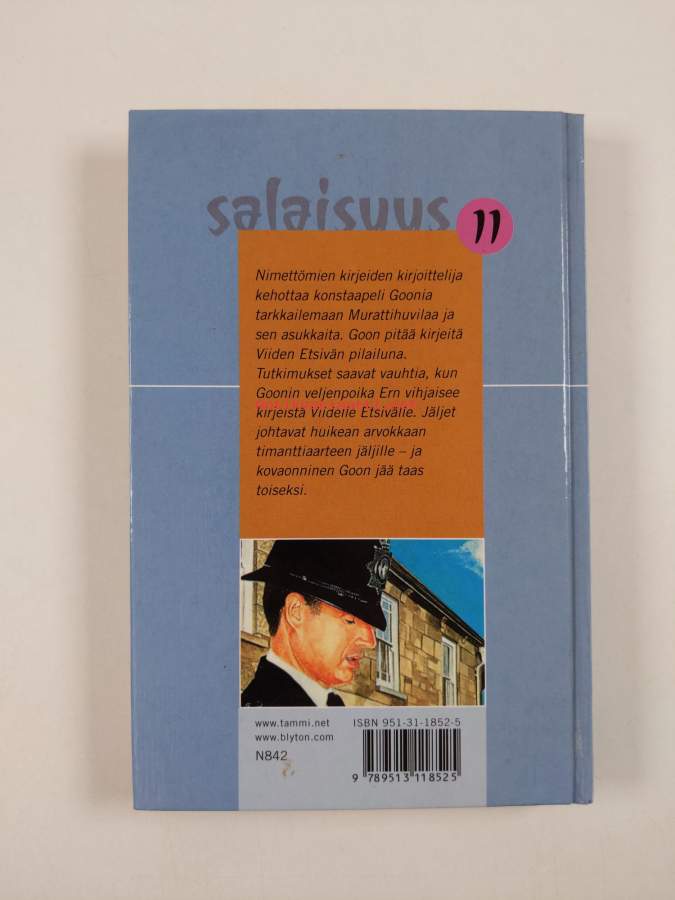 salaisuus
11
Nimettömien kirjeiden kirjoittelija
kehottaa konstaapeli Goonia
tarkkailemaan Murattihuvilaa ja
sen asukkaita. Goon pitää kirjeitä
Viiden Etsivän pilailuna.
Tutkimukset saavat vauhtia, kun
Goonin veljenpoika Ern vihjaisee
kirjeistä Viidelle Etsivälle. Jäljet
johtavat huikean arvokkaan
timanttiaarteen jäljille – ja
kovaonninen Goon jää taas
toiseksi.
www.tammi.net
www.blyton.com
N842
ISBN 951-31-1852-5
9 789513 118525